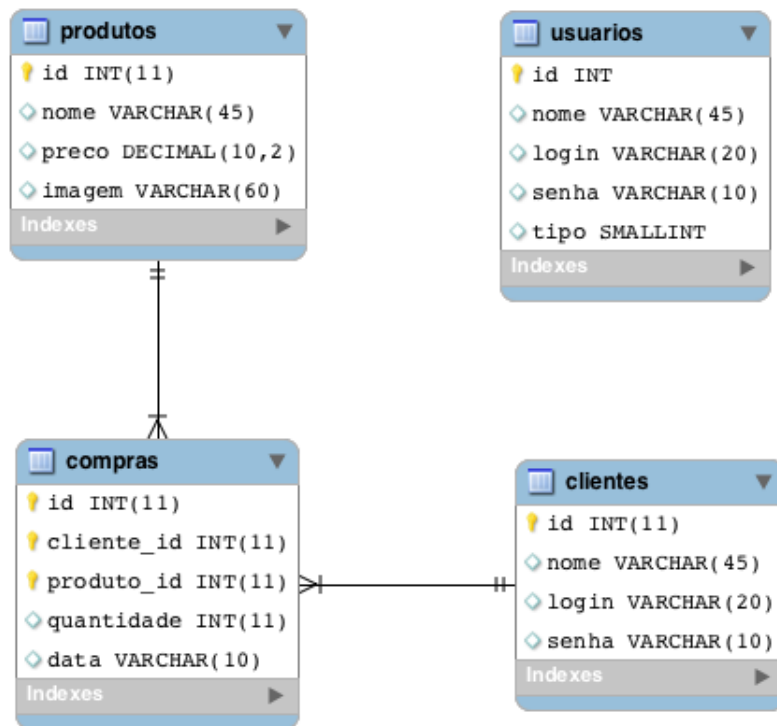 produtos
id INT(11)
nome VARCHAR(45)
preco DECIMAL(10,2)
imagem VARCHAR(60)
Indexes
usuarios
id INT
nome VARCHAR(45)
login VARCHAR(20)
senha VARCHAR(10)
tipo SMALLINT
Indexes
compras
id INT(11)
cliente_id INT(11)
produto_id INT(11)
quantidade INT(11)
data VARCHAR(10)
Indexes
clientes
id INT(11)
nome VARCHAR(45)
login VARCHAR(20)
senha VARCHAR(10)
Indexes